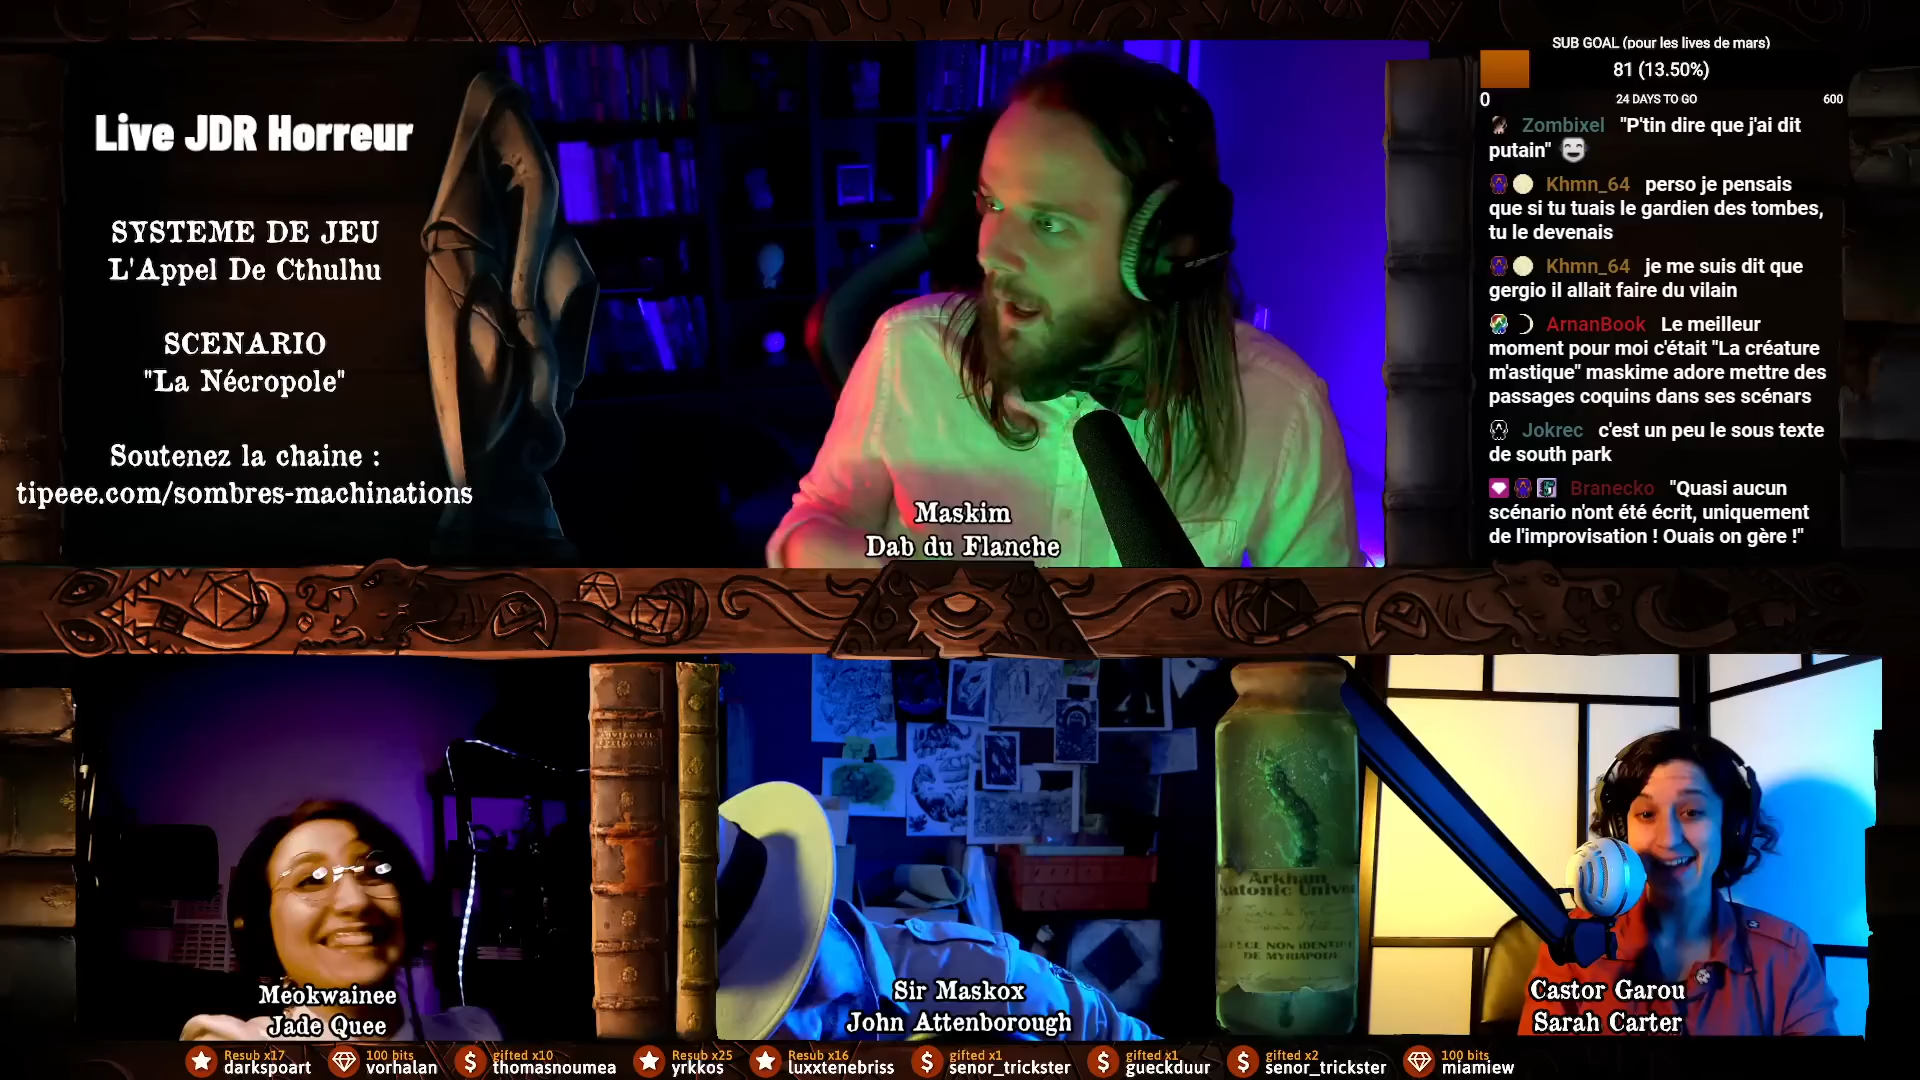 Live JDR Horreur
SYSTEME DE JEU
L'Appel De Cthulhu
SCENARIO
"La Nécropole"
Soutenez la chaine :
tipeee.com/sombres-machinations
Maskim
Dab du Flanche
SUB GOAL (pour les lives de mars)
81 (13.50%)
0 24 DAYS TO GO 600
Zombixel "P'tin dire que j'ai dit
putain"
Khmn_64 perso je pensais
que si tu tuais le gardien des tombes,
tu le devenais
Khmn_64 je me suis dit que
gergio il allait faire du vilain
ArnanBook Le meilleur
moment pour moi c'était "La créature
m'astique" maskime adore mettre des
passages coquins dans ses scénars
Jokrec c'est un peu le sous texte
de south park
Branecko "Quasi aucun
scénario n'ont été écrit, uniquement
de l'improvisation ! Ouais on gère !"
Meokwainee
Jade Quee
Sir Maskox
John Attenborough
Arkham
DE MYRIAPODE
Castor Garou
Sarah Carter
Resub x17
darkspoart
100 bits
vorhalan
gifted x10
thomasnoumea
Resub x25
yrkkos
Resub x16
luxxtenebriss
gifted x1
senor_trickster
gifted x1
gueckduur
gifted x2
senor_trickster
100 bits
miamiew